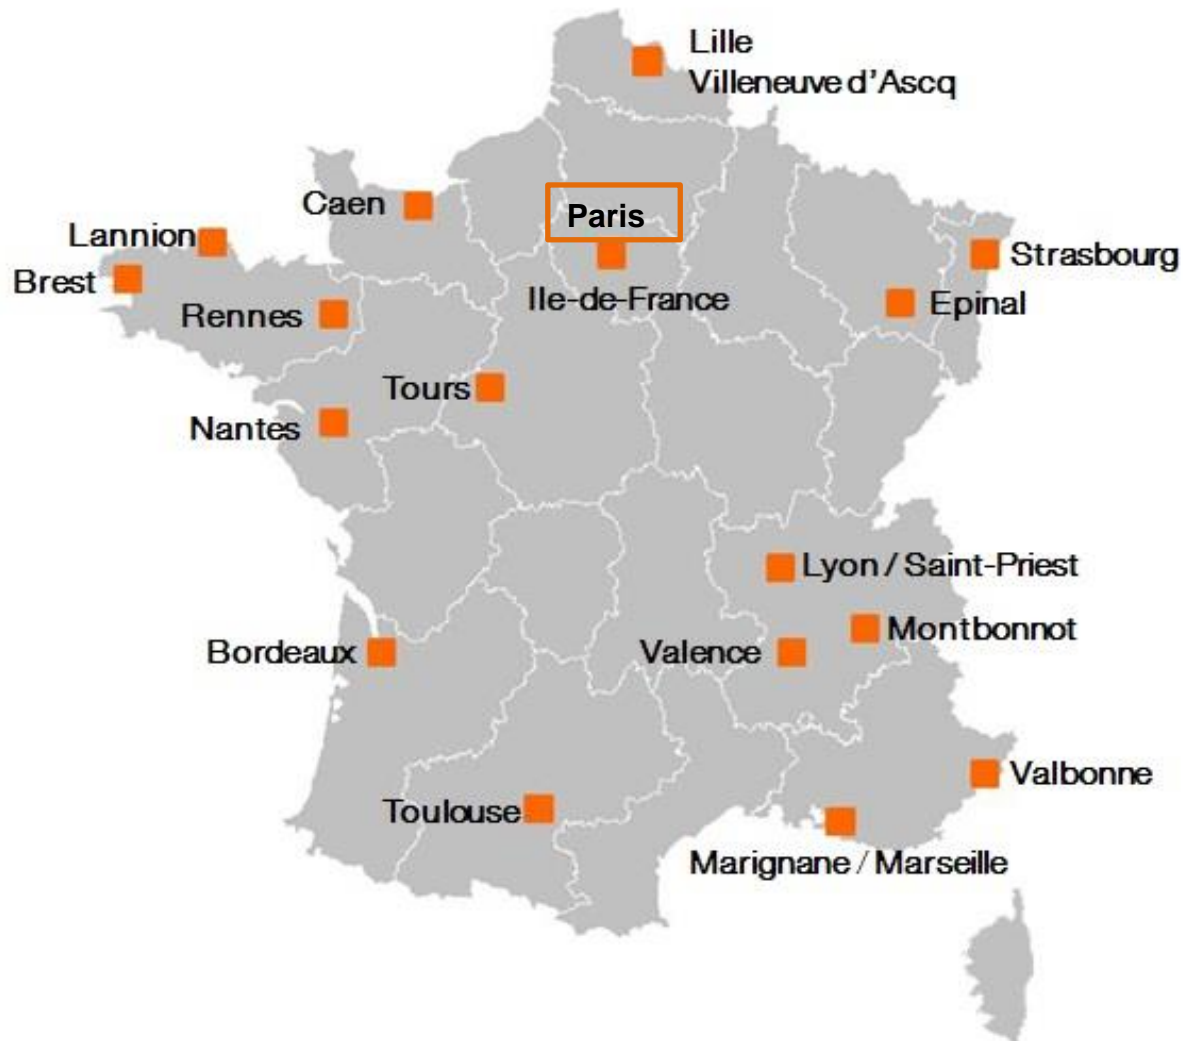 Lille
Villeneuve d'Ascq
Caen
Paris
Lannion
Strasbourg
Brest
Ile-de-France
Epinal
Rennes
Tours
Nantes
Lyon / Saint-Priest
Montbonnot
Bordeaux
Valence
Valbonne
Toulouse
Marignane / Marseille